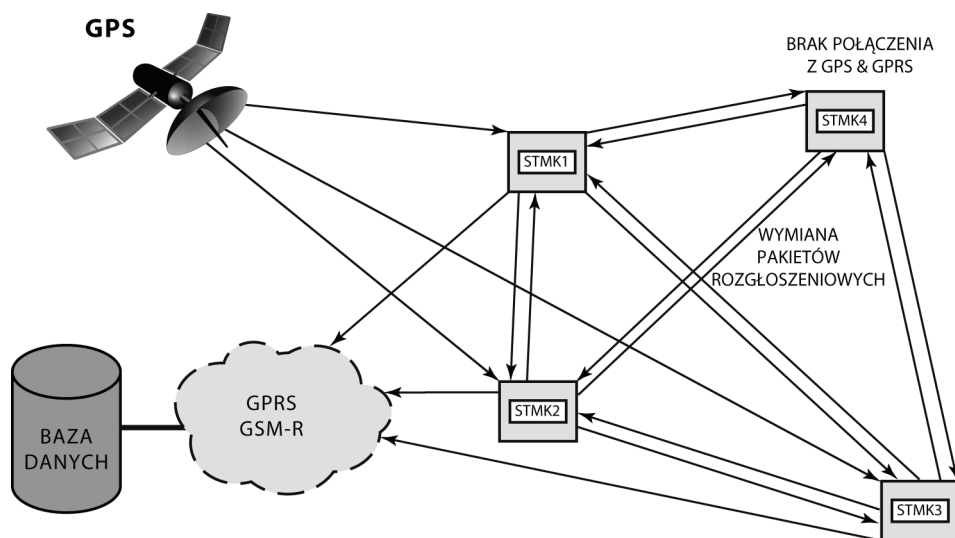 GPS
BRAK POŁĄCZENIA
Z GPS & GPRS
STMK4
STMK1
WYMIANA
PAKIETÓW
ROZGŁOSZENIOWYCH
GPRS
GSM-R
STMK2
BAZA
DANYCH
STMK3